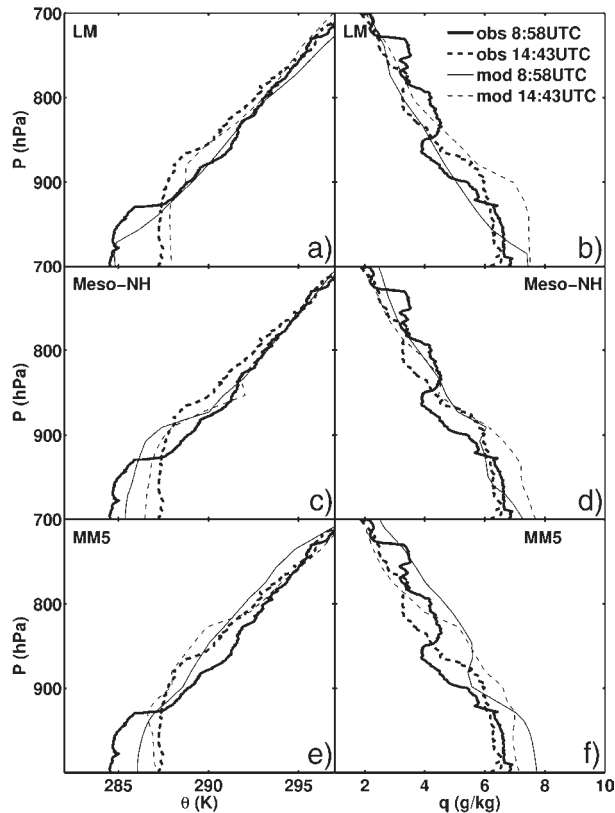 700
LM
LM
obs 8:58UTC
obs 14:43UTC
mod 8:58UTC
mod 14:43UTC
P (hPa)
800
900
a)
b)
700
Meso-NH
Meso-NH
P (hPa)
800
900
c)
d)
700
MM5
MM5
P (hPa)
800
900
e)
f)
285
290
295
2
4
6
8
10
θ (K)
q (g/kg)